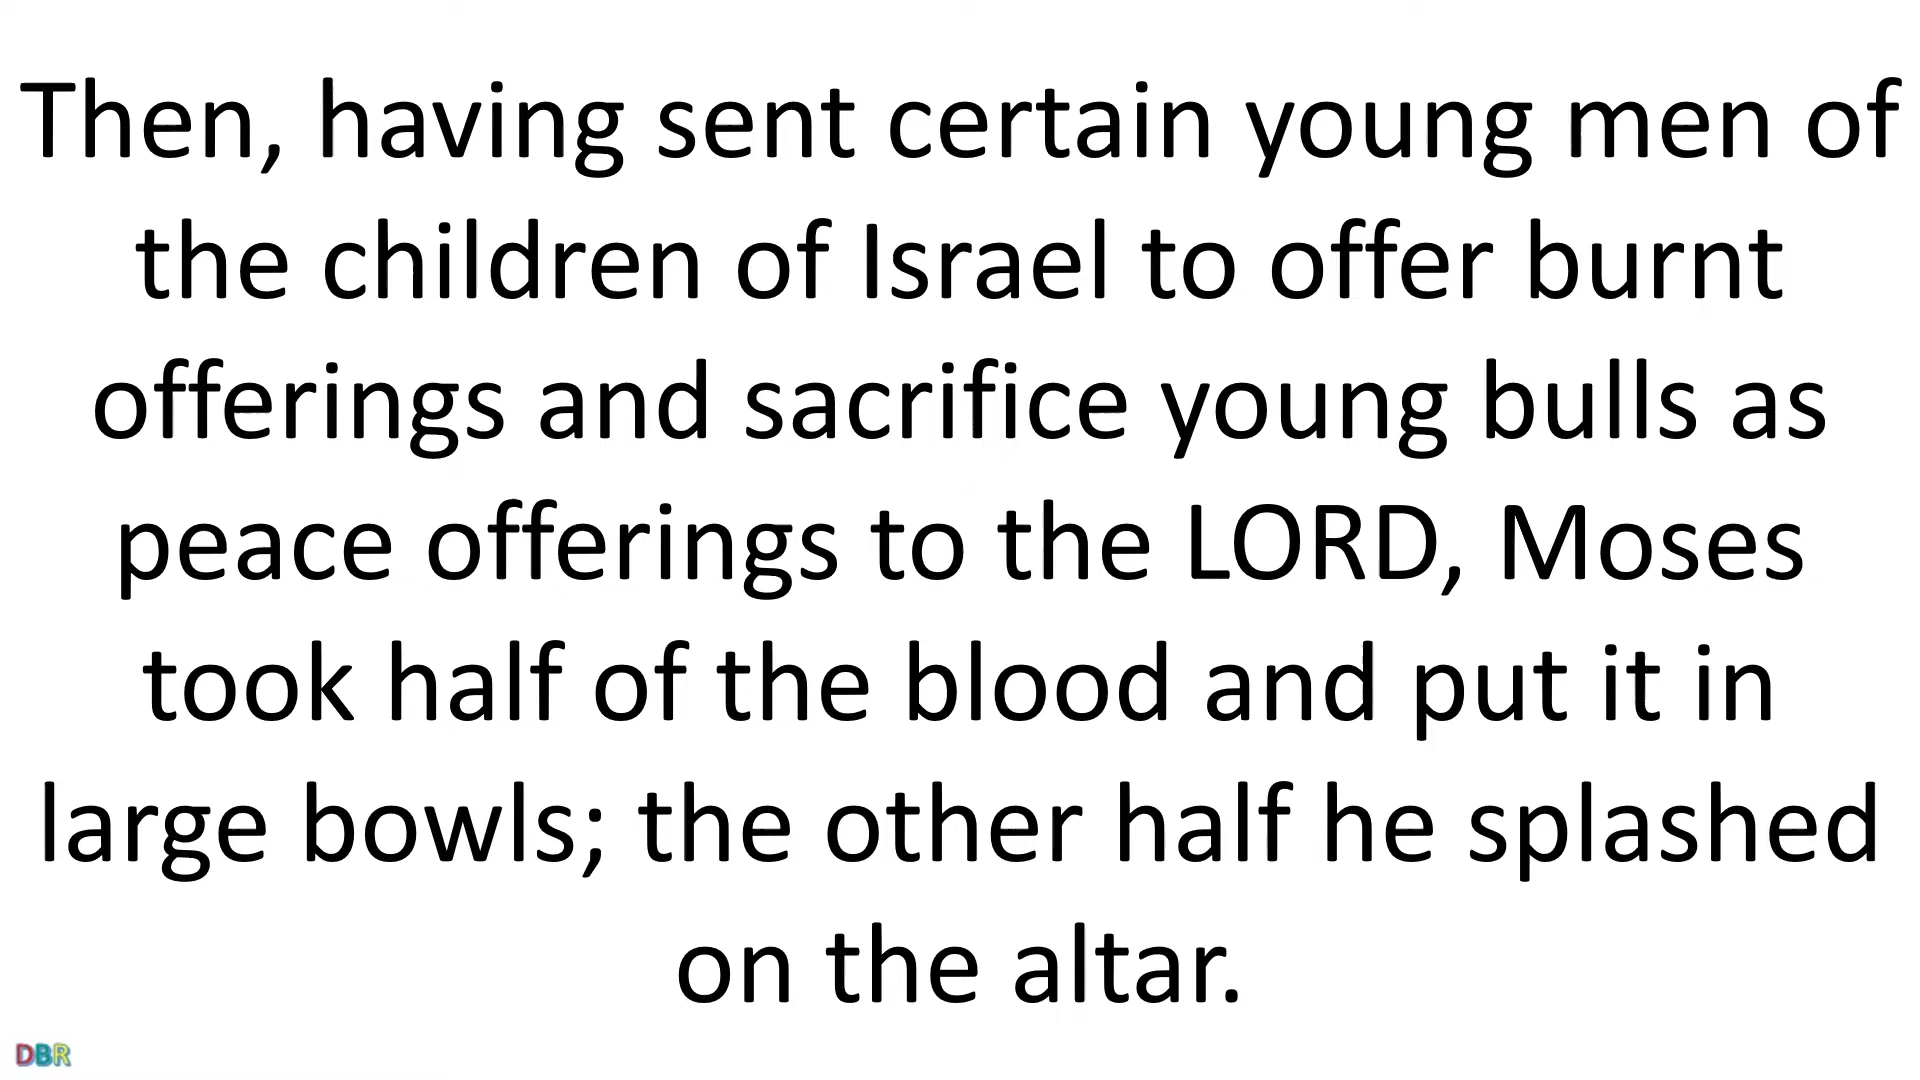 Then, having sent certain young men of
the children of Israel to offer burnt
offerings and sacrifice young bulls as
peace offerings to the LORD, Moses
took half of the blood and put it in
large bowls; the other half he splashed
on the altar.
DBR